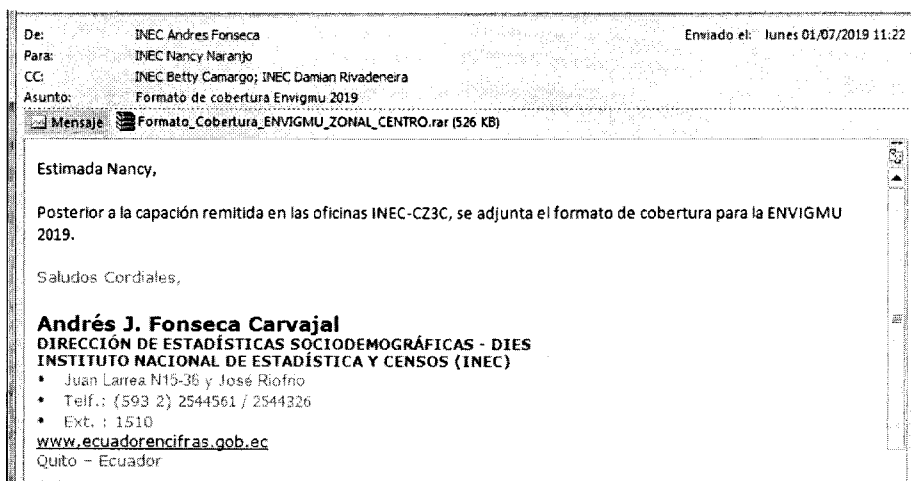 De: INEC Andres Fonseca Enviado el: lunes 01/07/2019 11:22
Para: INEC Nancy Naranjo
CC: INEC Betty Camargo; INEC Damian Rivadeneira
Asunto: Formato de cobertura Envigmu 2019
Mensaje Formato_Cobertura_ENVIGMU_ZONAL_CENTRO.rar (526 KB)
Estimada Nancy,
Posterior a la capación remitida en las oficinas INEC-CZ3C, se adjunta el formato de cobertura para la ENVIGMU
2019.
Saludos Cordiales,
Andrés J. Fonseca Carvajal
DIRECCIÓN DE ESTADÍSTICAS SOCIODEMOGRÁFICAS - DIES
INSTITUTO NACIONAL DE ESTADÍSTICA Y CENSOS (INEC)
• Juan Larrea N15-36 y José Riofrio
• Telf.: (593 2) 2544561 / 2544326
• Ext. : 1510
www.ecuadorencifras.gob.ec
Quito – Ecuador